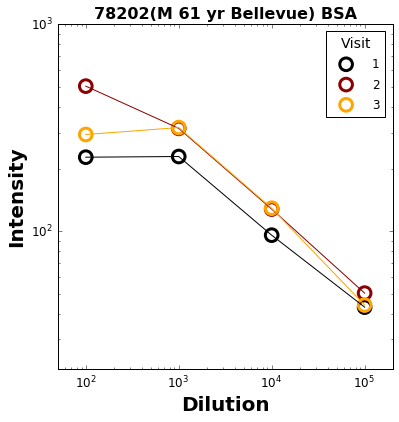 78202(M 61 yr Bellevue) BSA
Visit
1
2
3
Intensity
10³
10²
10² 10³ 10⁴ 10⁵
Dilution